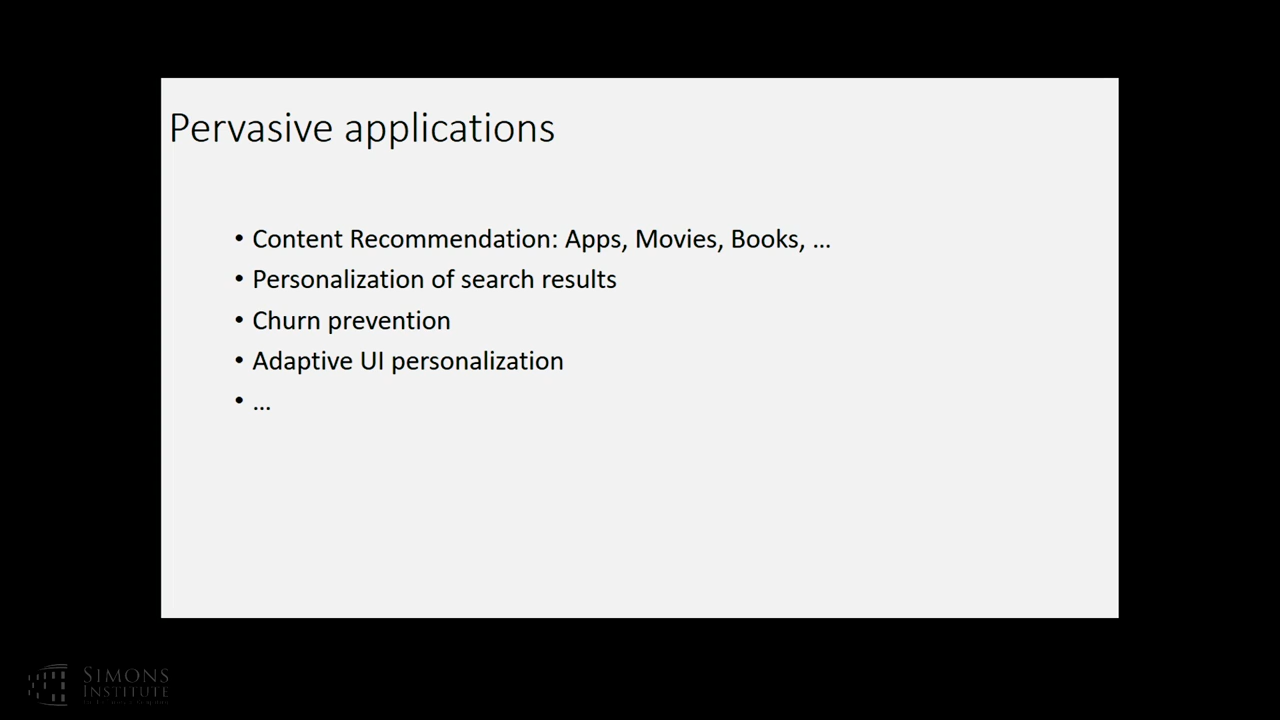 Pervasive applications
• Content Recommendation: Apps, Movies, Books, ...
• Personalization of search results
• Churn prevention
• Adaptive UI personalization
• ...
SIMONS
INSTITUTE